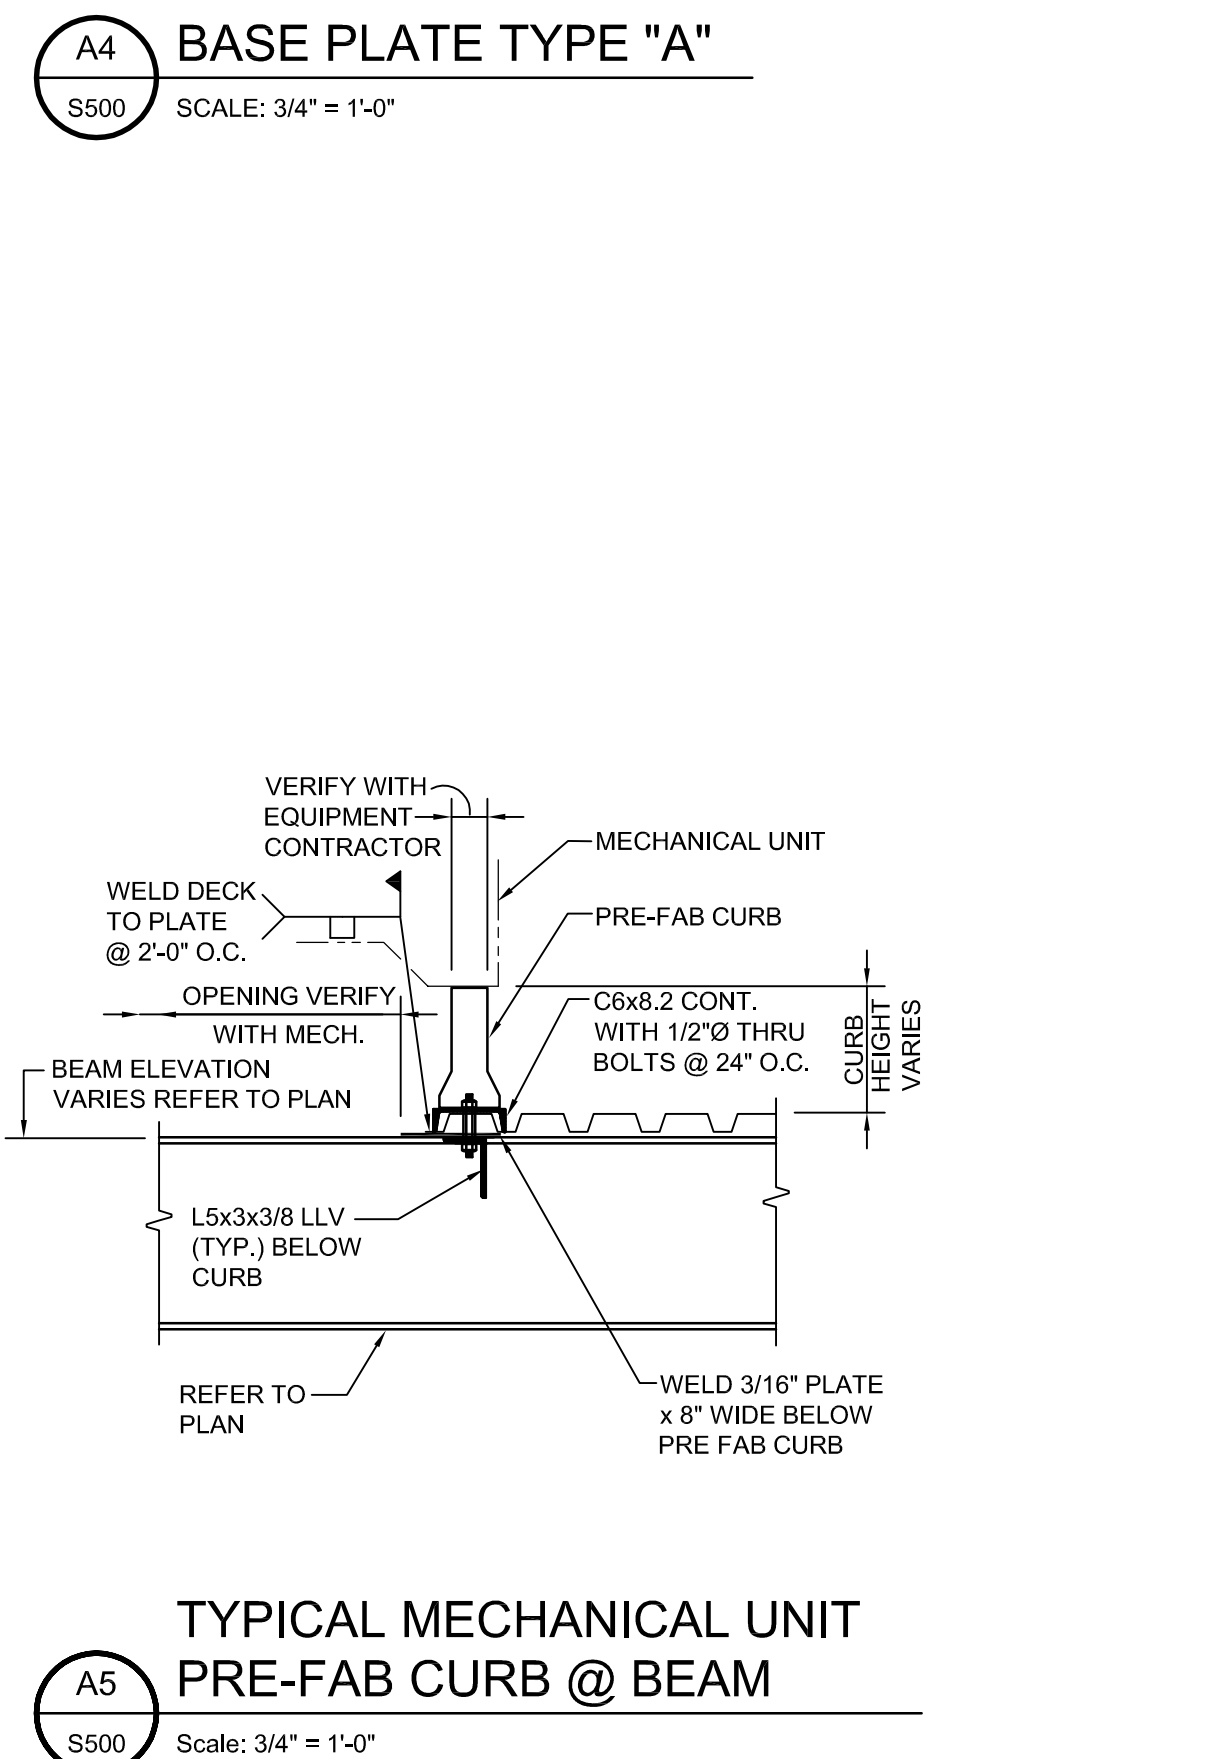 A4
S500
BASE PLATE TYPE "A"
SCALE: 3/4" = 1'-0"
VERIFY WITH
EQUIPMENT
CONTRACTOR
MECHANICAL UNIT
WELD DECK
TO PLATE
@ 2'-0" O.C.
PRE-FAB CURB
OPENING VERIFY
WITH MECH.
C6x8.2 CONT.
WITH 1/2"Ø THRU
BOLTS @ 24" O.C.
CURB
HEIGHT
VARIES
BEAM ELEVATION
VARIES REFER TO PLAN
L5x3x3/8 LLV
(TYP.) BELOW
CURB
REFER TO
PLAN
WELD 3/16" PLATE
x 8" WIDE BELOW
PRE FAB CURB
TYPICAL MECHANICAL UNIT
PRE-FAB CURB @ BEAM
A5
S500
Scale: 3/4" = 1'-0"